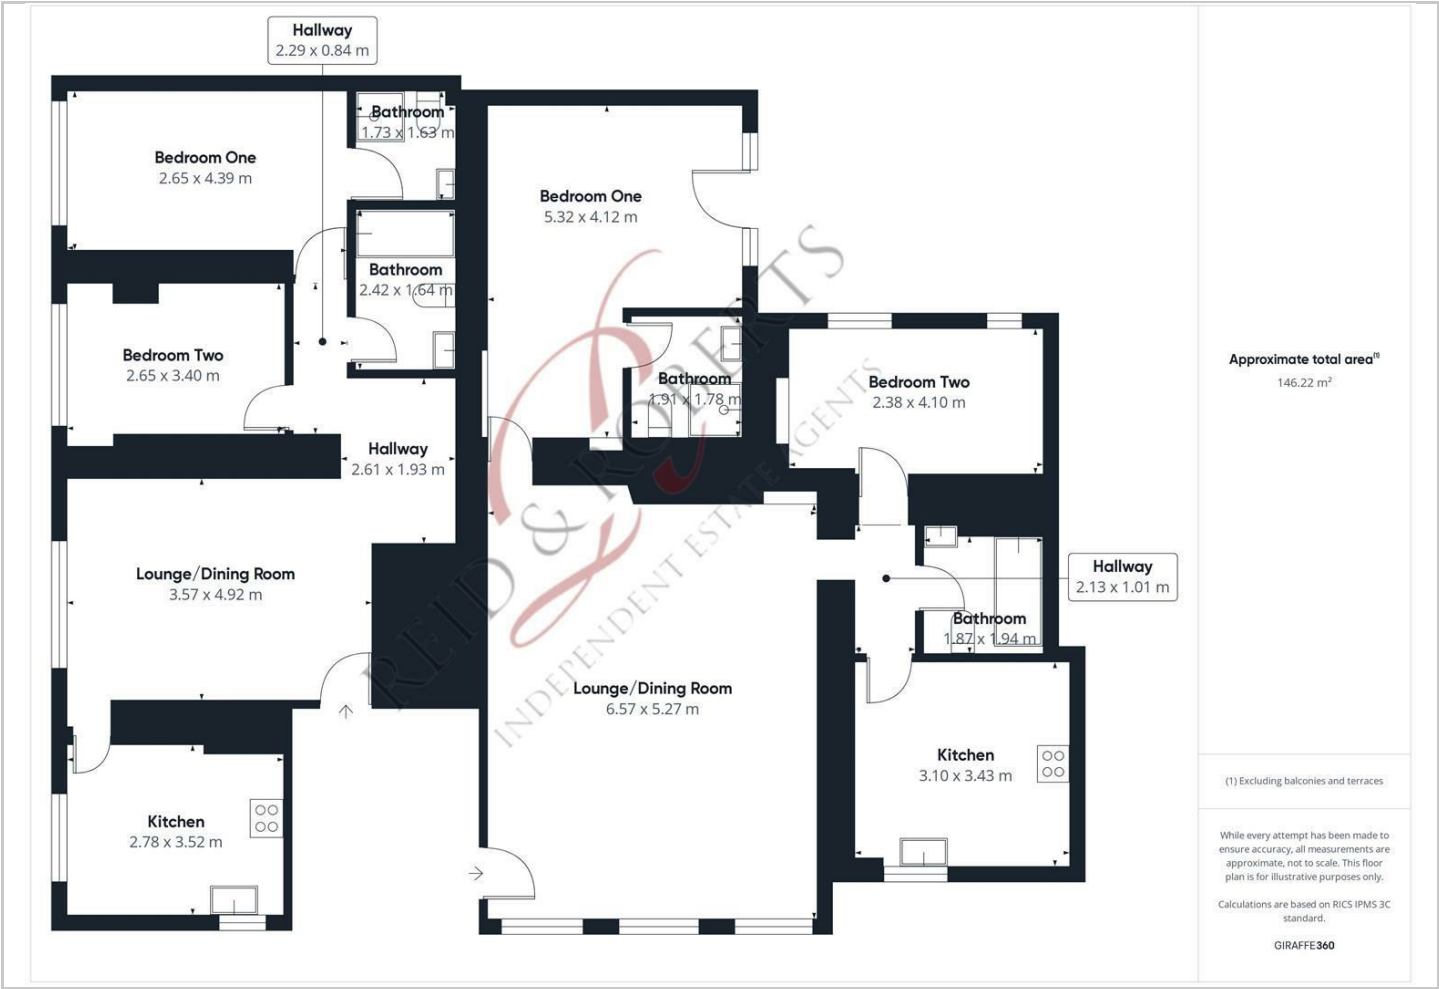 Hallway
2.29 x 0.84 m
Bathroom
1.73 x 1.63 m
Bedroom One
2.65 x 4.39 m
Bedroom One
5.32 x 4.12 m
Bathroom
2.42 x 1.64 m
Bedroom Two
2.65 x 3.40 m
Bathroom
1.91 x 1.78 m
Bedroom Two
2.38 x 4.10 m
Hallway
2.61 x 1.93 m
Lounge/Dining Room
3.57 x 4.92 m
Hallway
2.13 x 1.01 m
Bathroom
1.87 x 1.94 m
Lounge/Dining Room
6.57 x 5.27 m
Kitchen
3.10 x 3.43 m
Kitchen
2.78 x 3.52 m
REID & ROBERTS
INDEPENDENT ESTATE AGENTS
Approximate total area(1)
146.22 m²
(1) Excluding balconies and terraces
While every attempt has been made to
ensure accuracy, all measurements are
approximate, not to scale. This floor
plan is for illustrative purposes only.
Calculations are based on RICS IPMS 3C
standard.
GIRAFFE360